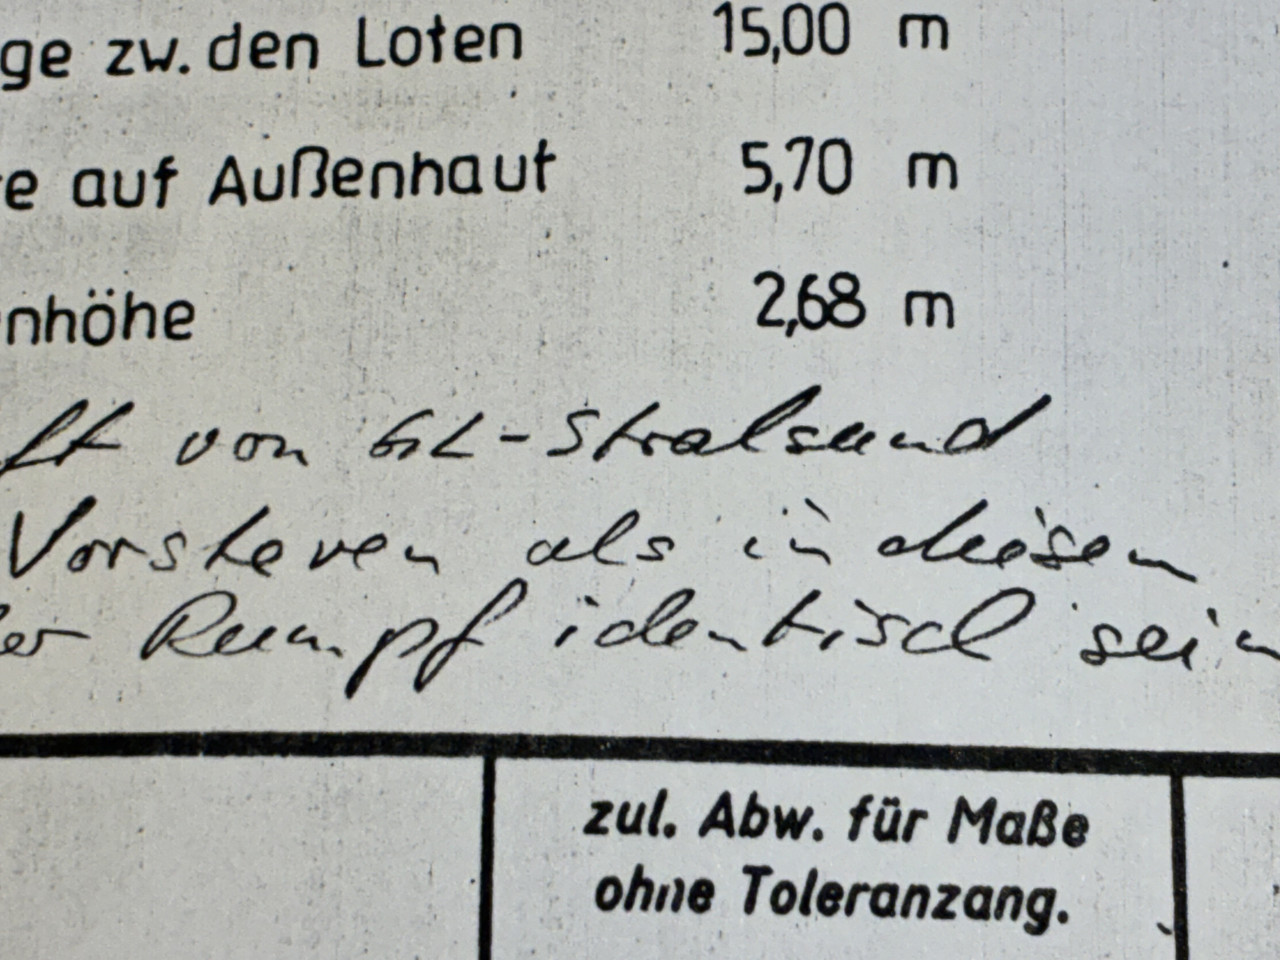 ge zw. den Loten 15,00 m
e auf Außenhaut 5,70 m
nhöhe 2,68 m
ft von GL-Stralsund
Vorsteven als in diesen
er Rumpf identisch sein
zul. Abw. für Maße
ohne Toleranzang.